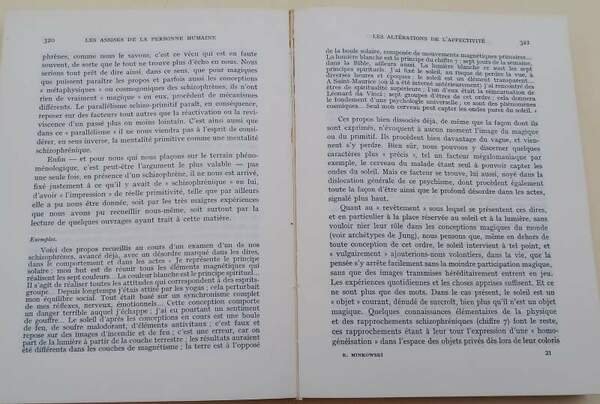 320 LES ASSISES DE LA PERSONNE HUMAINE
phrènes, comme nous le savons, c'est ce vécu qui est en faute
souvent, de sorte que le tout se trouve plus d'écho en nous. Nous
serions tout prêt de dire ainsi, dans ce sens, que pour magiques
que puissent paraître les propos et parfois aussi les conceptions
« métaphysiques » ou cosmogoniques des schizophrènes, ils n'ont
rien de vraiment « magique » en eux, procèdent de mécanismes
différents. Le parallélisme schizo-primitif paraît, en conséquence,
reposer sur des facteurs tout autres que la réactivation ou la revi-
viscence d'un passé plus ou moins lointain. C'est ainsi aussi que
dans ce « parallélisme » il ne nous viendra pas à l'esprit de consi-
dérer, en sens inverse, la mentalité primitive comme une mentalité
schizophrénique.
Enfin — et pour nous qui nous plaçons sur le terrain phéno-
ménologique, c'est peut-être l'argument le plus valable — pas
une seule fois, en présence d'un schizophrène, il ne nous est arrivé,
fixé justement à ce qu'il y avait de « schizophrénique » en lui,
d'avoir « l'impression » de réelle primitivité, telle que par ailleurs
elle a pu nous être donnée, soit par les très maigres expériences
que nous avons pu recueillir nous-même, soit surtout par la
lecture de quelques ouvrages ayant trait à cette matière.
Exemples.
Voici des propos recueillis au cours d'un examen d'un de nos
schizophrènes, avancé déjà, avec un désordre marqué dans les idées,
dans le comportement et dans les actes « Je représente le principe
solaire ; mon but est de réunir tous les éléments magnétiques qui
réalisent les sept couleurs... La couleur blanche est le principe spirituel...
Il s'agit de réaliser toutes les attitudes qui correspondent à des esprits-
groupe... Depuis longtemps j'étais attiré par les yogas ; cela perturbait
mon équilibre social. Tout était basé sur un synchronisme complet
de mes réflexes, nerveux, émotionnels... Cette conception comporte
un danger terrible auquel j'échappe ; j'ai eu pourtant un sentiment
de gouffre... Le soleil d'après les conceptions en cours est une boule
de feu, de soufre malodorant, d'éléments antivitaux ; c'est faux et
repose sur des images d'incendie et de feu ; c'est une erreur, car on
part de la lumière à partir de la couche terrestre ; les résultats auraient
été différents dans les couches de magnétisme ; la terre est à l'opposé
LES ALTÉRATIONS DE L'AFFECTIVITÉ 321
de la boule solaire, composée de mouvements magnétiques primaires...
La lumière blanche est le principe du chiffre 7 ; sept jours de la semaine,
dans la Bible, ailleurs aussi. La lumière blanche et ce sont les sept
principes spirituels. J'ai fixé le soleil, au risque de perdre la vue, à
diverses heures et époques ; le soleil est un élément transparent...
A Saint-Maurice (où il a été interné antérieurement) j'ai rencontré des
êtres de spiritualité supérieure ; l'un d'eux était la réincarnation de
Léonard da Vinci ; sept groupes d'êtres de cet ordre ; cela donnera
le fondement d'une psychologie universelle ; ce sont des phénomènes
cosmiques... Seul mon cerveau peut capter les ondes pures du soleil. »
Ces propos bien dissociés déjà, de même que la façon dont ils
sont exprimés, n'évoquent à aucun moment l'image du magique
ou du primitif. Ils procèdent bien davantage du vague, et vien-
nent s'y perdre. Bien sûr, nous pouvons y discerner quelques
caractères plus « précis », tel un facteur mégalomaniaque par
exemple, le cerveau du malade étant seul à pouvoir capter les
ondes du soleil. Mais ce facteur se trouve, lui aussi, noyé dans la
dislocation générale de ce psychisme, dont procèdent également
toute la façon d'être ainsi que le profond désordre dans les actes,
signalé plus haut.
Quant au « revêtement » sous lequel se présentent ces dires,
et en particulier à la place réservée au soleil et à la lumière, sans
vouloir nier leur rôle dans les conceptions magiques du monde
(voir archétypes de Jung), nous pensons que, même en dehors de
toute conception de cet ordre, le soleil intervient à tel point, et
« vulgairement » ajouterions-nous volontiers, dans la vie, que la
pensée s'y arrête facilement sans la moindre participation magique,
et sans que des images transmises héréditairement entrent en jeu.
Les expériences quotidiennes et les choses apprises suffisent. Et ce
ne sont plus que des mots. Dans le cas présent, le soleil est un
« objet » courant, dénudé de surcroît, bien plus qu'il n'est un objet
magique. Quelques connaissances élémentaires de la physique
et des rapprochements schizophréniques (chiffre 7) font le reste,
ces rapprochements étant à leur tour l'expression d'une « homo-
généisation » dans l'espace des objets privés dès lors de leur coloris
E. MINKOWSKI 21